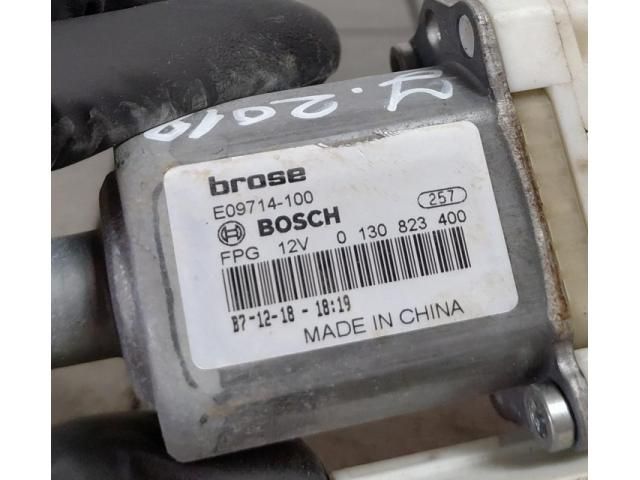 2.2010
brose
E09714-100
257
BOSCH
FPG 12V 0 130 823 400
B7-12-18 - 18:19
MADE IN CHINA